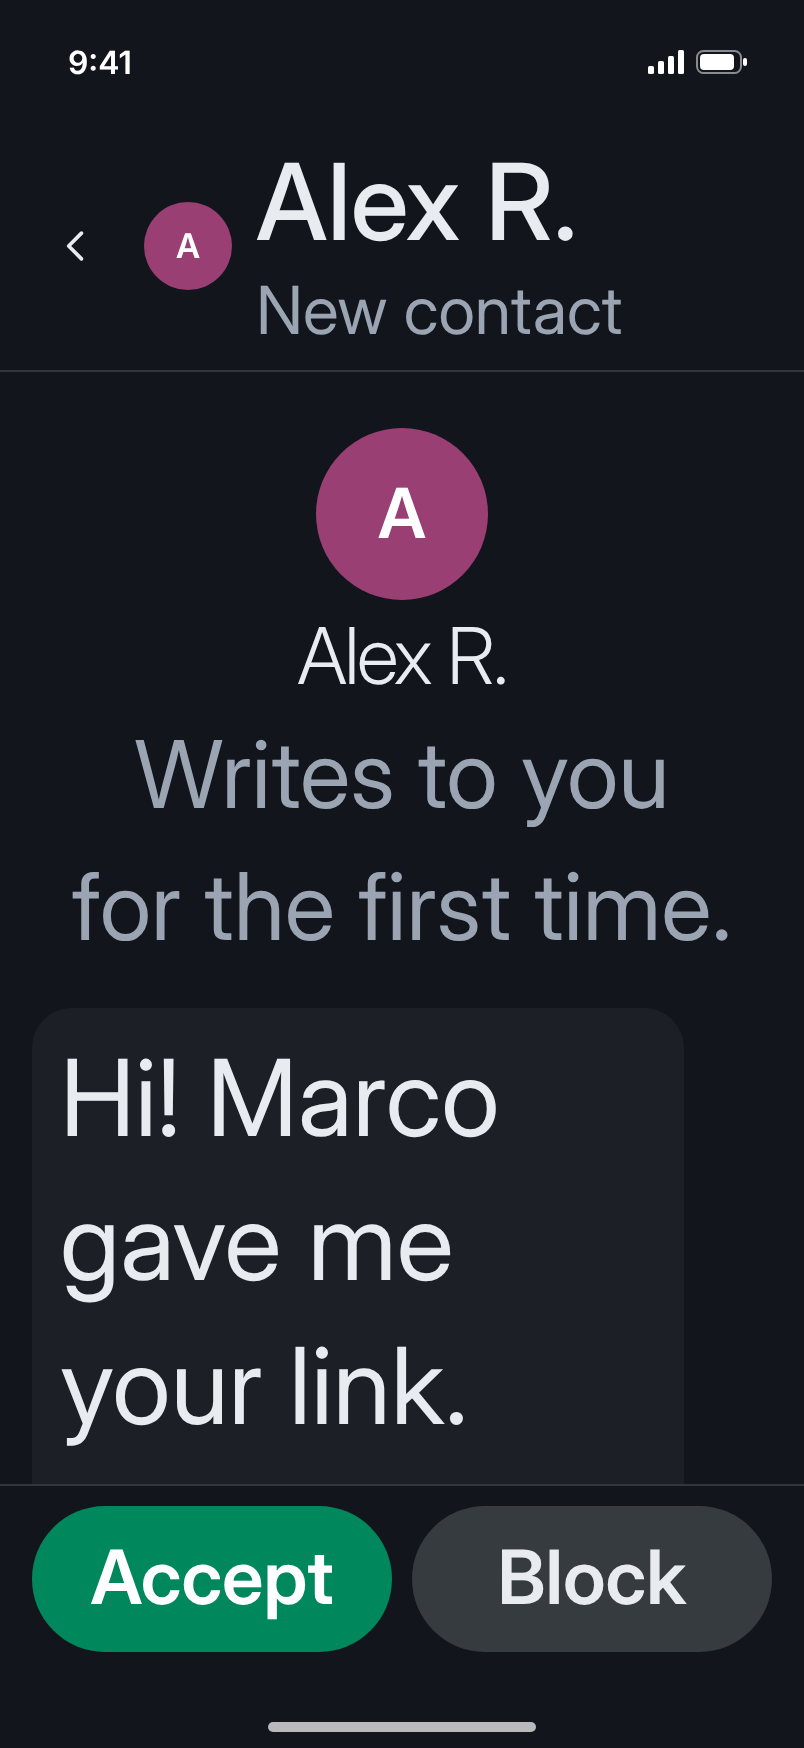 9:41
A
Alex R.
New contact
A
Alex R.
Writes to you
for the first time.
Hi! Marco
gave me
your link.
Accept
Block